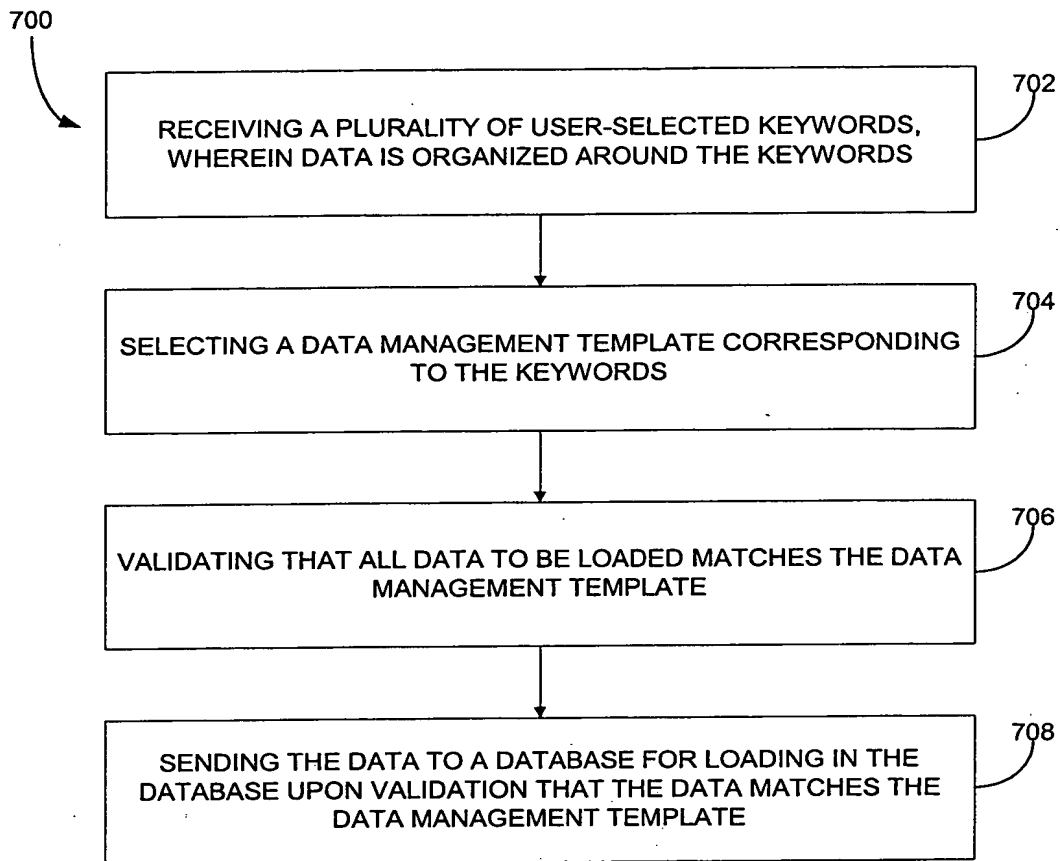 700
702
RECEIVING A PLURALITY OF USER-SELECTED KEYWORDS,
WHEREIN DATA IS ORGANIZED AROUND THE KEYWORDS
704
SELECTING A DATA MANAGEMENT TEMPLATE CORRESPONDING
TO THE KEYWORDS
706
VALIDATING THAT ALL DATA TO BE LOADED MATCHES THE DATA
MANAGEMENT TEMPLATE
708
SENDING THE DATA TO A DATABASE FOR LOADING IN THE
DATABASE UPON VALIDATION THAT THE DATA MATCHES THE
DATA MANAGEMENT TEMPLATE